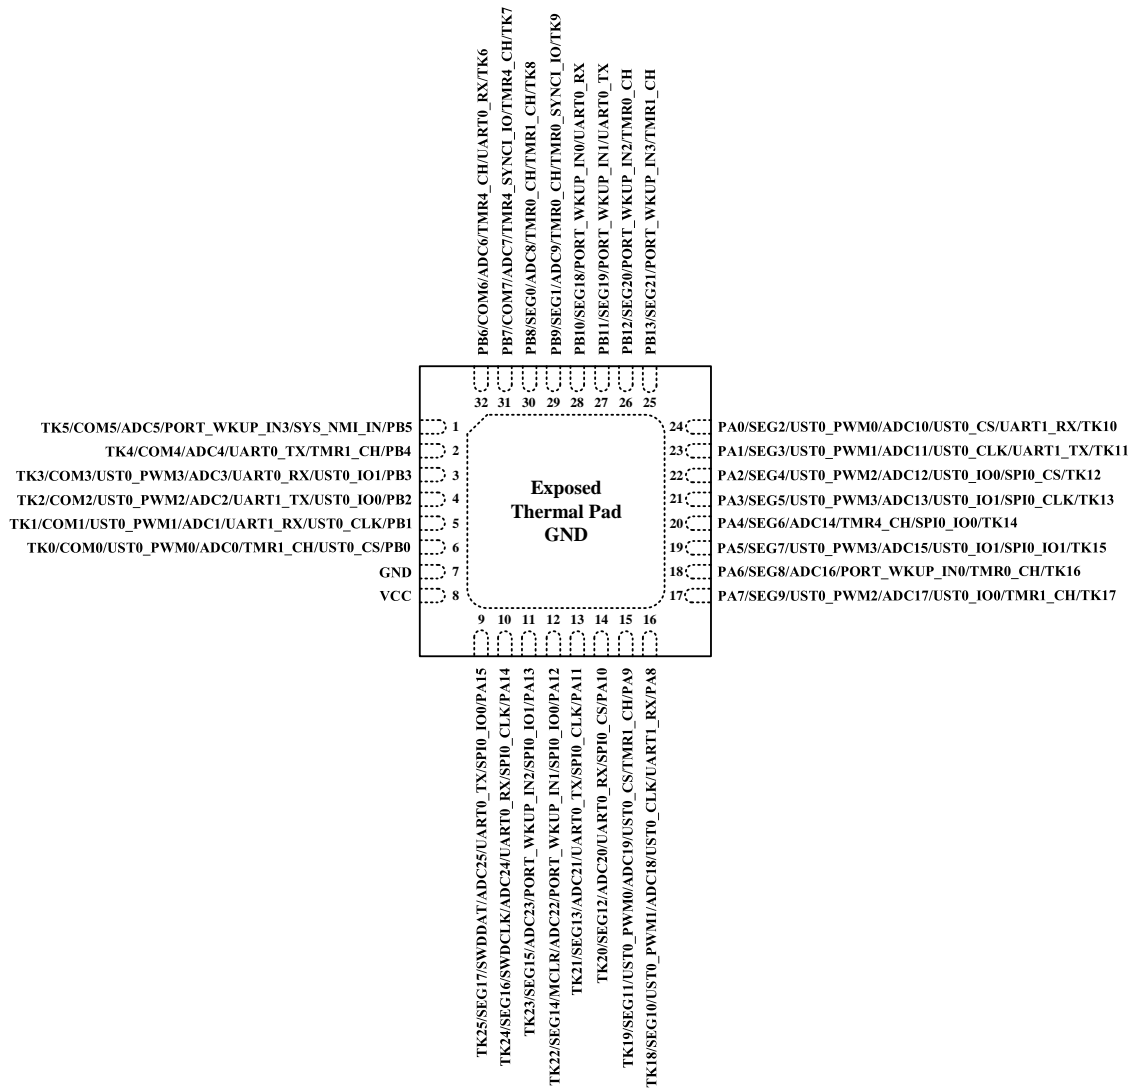 PB6/COM6/ADC6/TMR4_CH/UART0_RX/TK6
PB7/COM7/ADC7/TMR4_SYNCI_IO/TMR4_CH/TK7
PB8/SEG0/ADC8/TMR0_CH/TMR1_CH/TK8
PB9/SEG1/ADC9/TMR0_CH/TMR0_SYNCI_IO/TK9
PB10/SEG18/PORT_WKUP_IN0/UART0_RX
PB11/SEG19/PORT_WKUP_IN1/UART0_TX
PB12/SEG20/PORT_WKUP_IN2/TMR0_CH
PB13/SEG21/PORT_WKUP_IN3/TMR1_CH
32 31 30 29 28 27 26 25
TK5/COM5/ADC5/PORT_WKUP_IN3/SYS_NMI_IN/PB5 1
TK4/COM4/ADC4/UART0_TX/TMR1_CH/PB4 2
TK3/COM3/UST0_PWM3/ADC3/UART0_RX/UST0_IO1/PB3 3
TK2/COM2/UST0_PWM2/ADC2/UART1_TX/UST0_IO0/PB2 4
TK1/COM1/UST0_PWM1/ADC1/UART1_RX/UST0_CLK/PB1 5
TK0/COM0/UST0_PWM0/ADC0/TMR1_CH/UST0_CS/PB0 6
GND 7
VCC 8
Exposed
Thermal Pad
GND
24 PA0/SEG2/UST0_PWM0/ADC10/UST0_CS/UART1_RX/TK10
23 PA1/SEG3/UST0_PWM1/ADC11/UST0_CLK/UART1_TX/TK11
22 PA2/SEG4/UST0_PWM2/ADC12/UST0_IO0/SPI0_CS/TK12
21 PA3/SEG5/UST0_PWM3/ADC13/UST0_IO1/SPI0_CLK/TK13
20 PA4/SEG6/ADC14/TMR4_CH/SPI0_IO0/TK14
19 PA5/SEG7/UST0_PWM3/ADC15/UST0_IO1/SPI0_IO1/TK15
18 PA6/SEG8/ADC16/PORT_WKUP_IN0/TMR0_CH/TK16
17 PA7/SEG9/UST0_PWM2/ADC17/UST0_IO0/TMR1_CH/TK17
9 10 11 12 13 14 15 16
TK25/SEG17/SWDDAT/ADC25/UART0_TX/SPI0_IO0/PA15
TK24/SEG16/SWDCLK/ADC24/UART0_RX/SPI0_CLK/PA14
TK23/SEG15/ADC23/PORT_WKUP_IN2/SPI0_IO1/PA13
TK22/SEG14/MCLR/ADC22/PORT_WKUP_IN1/SPI0_IO0/PA12
TK21/SEG13/ADC21/UART0_TX/SPI0_CLK/PA11
TK20/SEG12/ADC20/UART0_RX/SPI0_CS/PA10
TK19/SEG11/UST0_PWM0/ADC19/UST0_CS/TMR1_CH/PA9
TK18/SEG10/UST0_PWM1/ADC18/UST0_CLK/UART1_RX/PA8